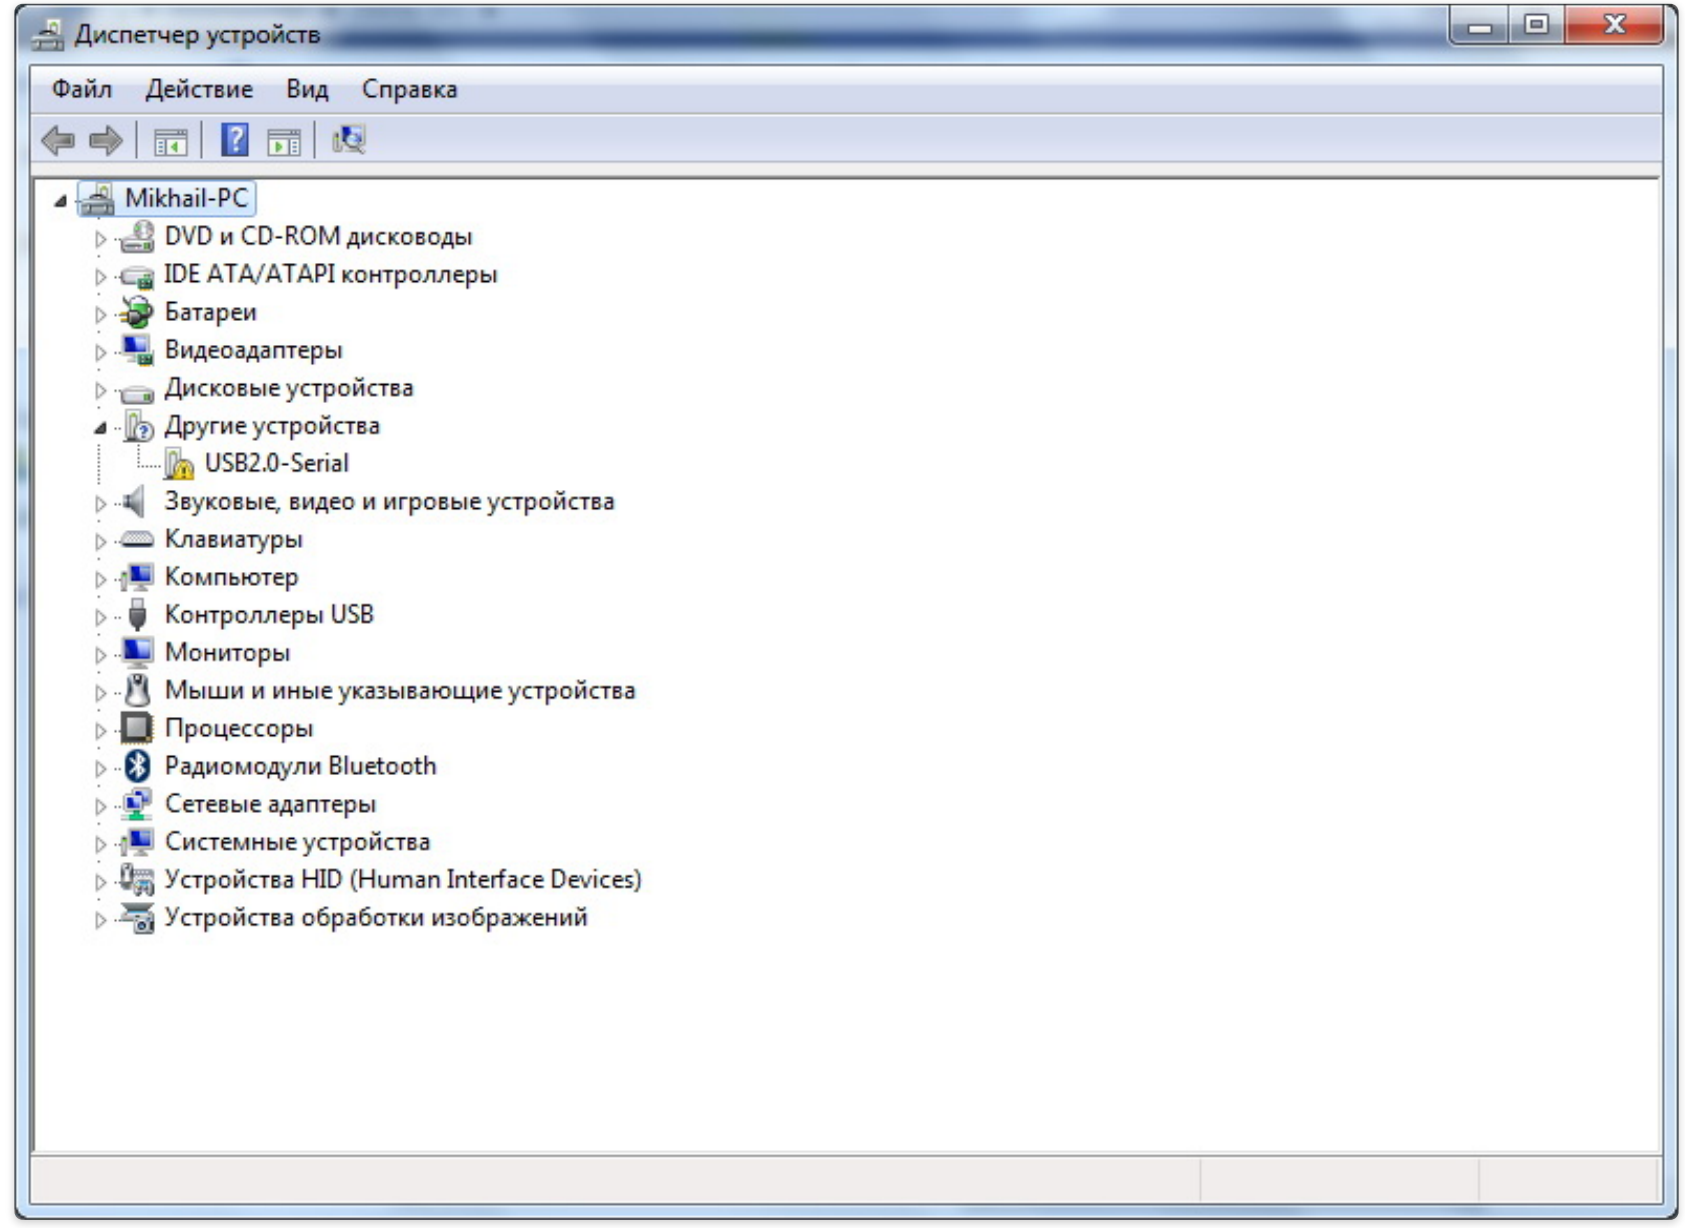 Диспетчер устройств
Файл Действие Вид Справка
Mikhail-PC
DVD и CD-ROM дисководы
IDE ATA/ATAPI контроллеры
Батареи
Видеоадаптеры
Дисковые устройства
Другие устройства
USB2.0-Serial
Звуковые, видео и игровые устройства
Клавиатуры
Компьютер
Контроллеры USB
Мониторы
Мыши и иные указывающие устройства
Процессоры
Радиомодули Bluetooth
Сетевые адаптеры
Системные устройства
Устройства HID (Human Interface Devices)
Устройства обработки изображений